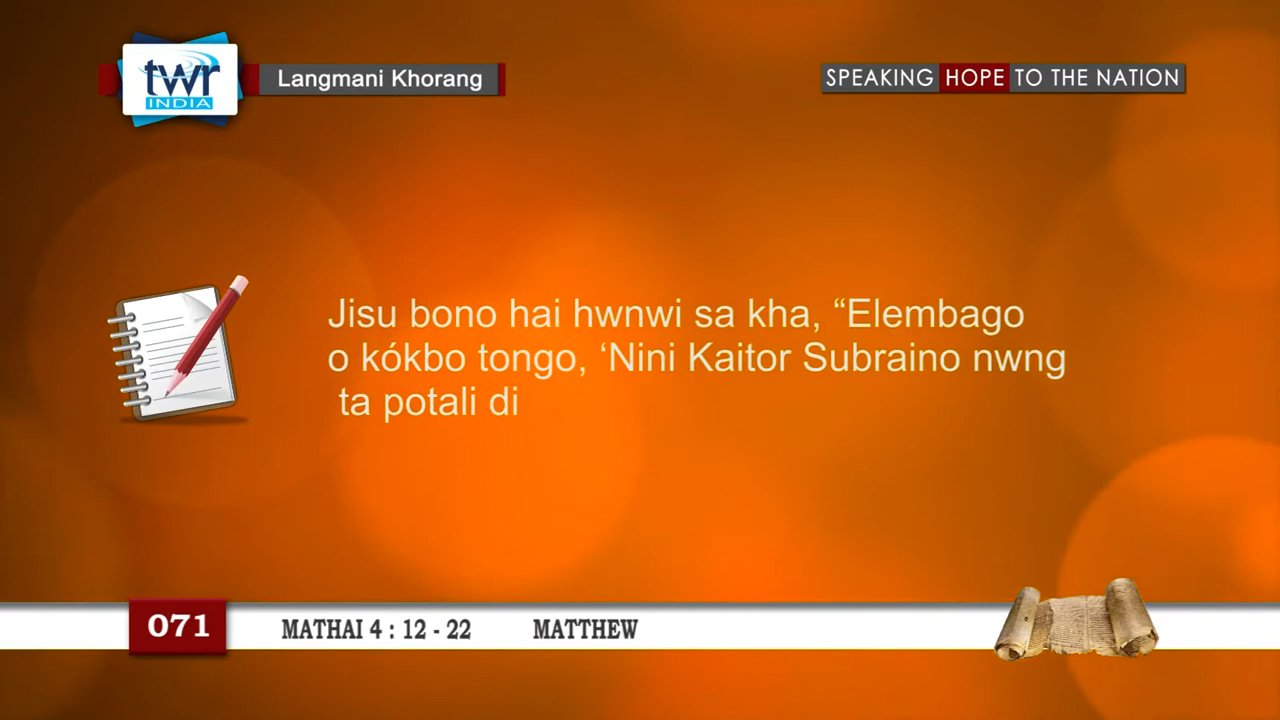 twr
INDIA
Langmani Khorang
SPEAKING HOPE TO THE NATION
Jisu bono hai hwnwi sa kha, “Elembago
o kókbo tongo, ‘Nini Kaitor Subraino nwng
ta potali di
071
MATHAI 4 : 12 - 22
MATTHEW